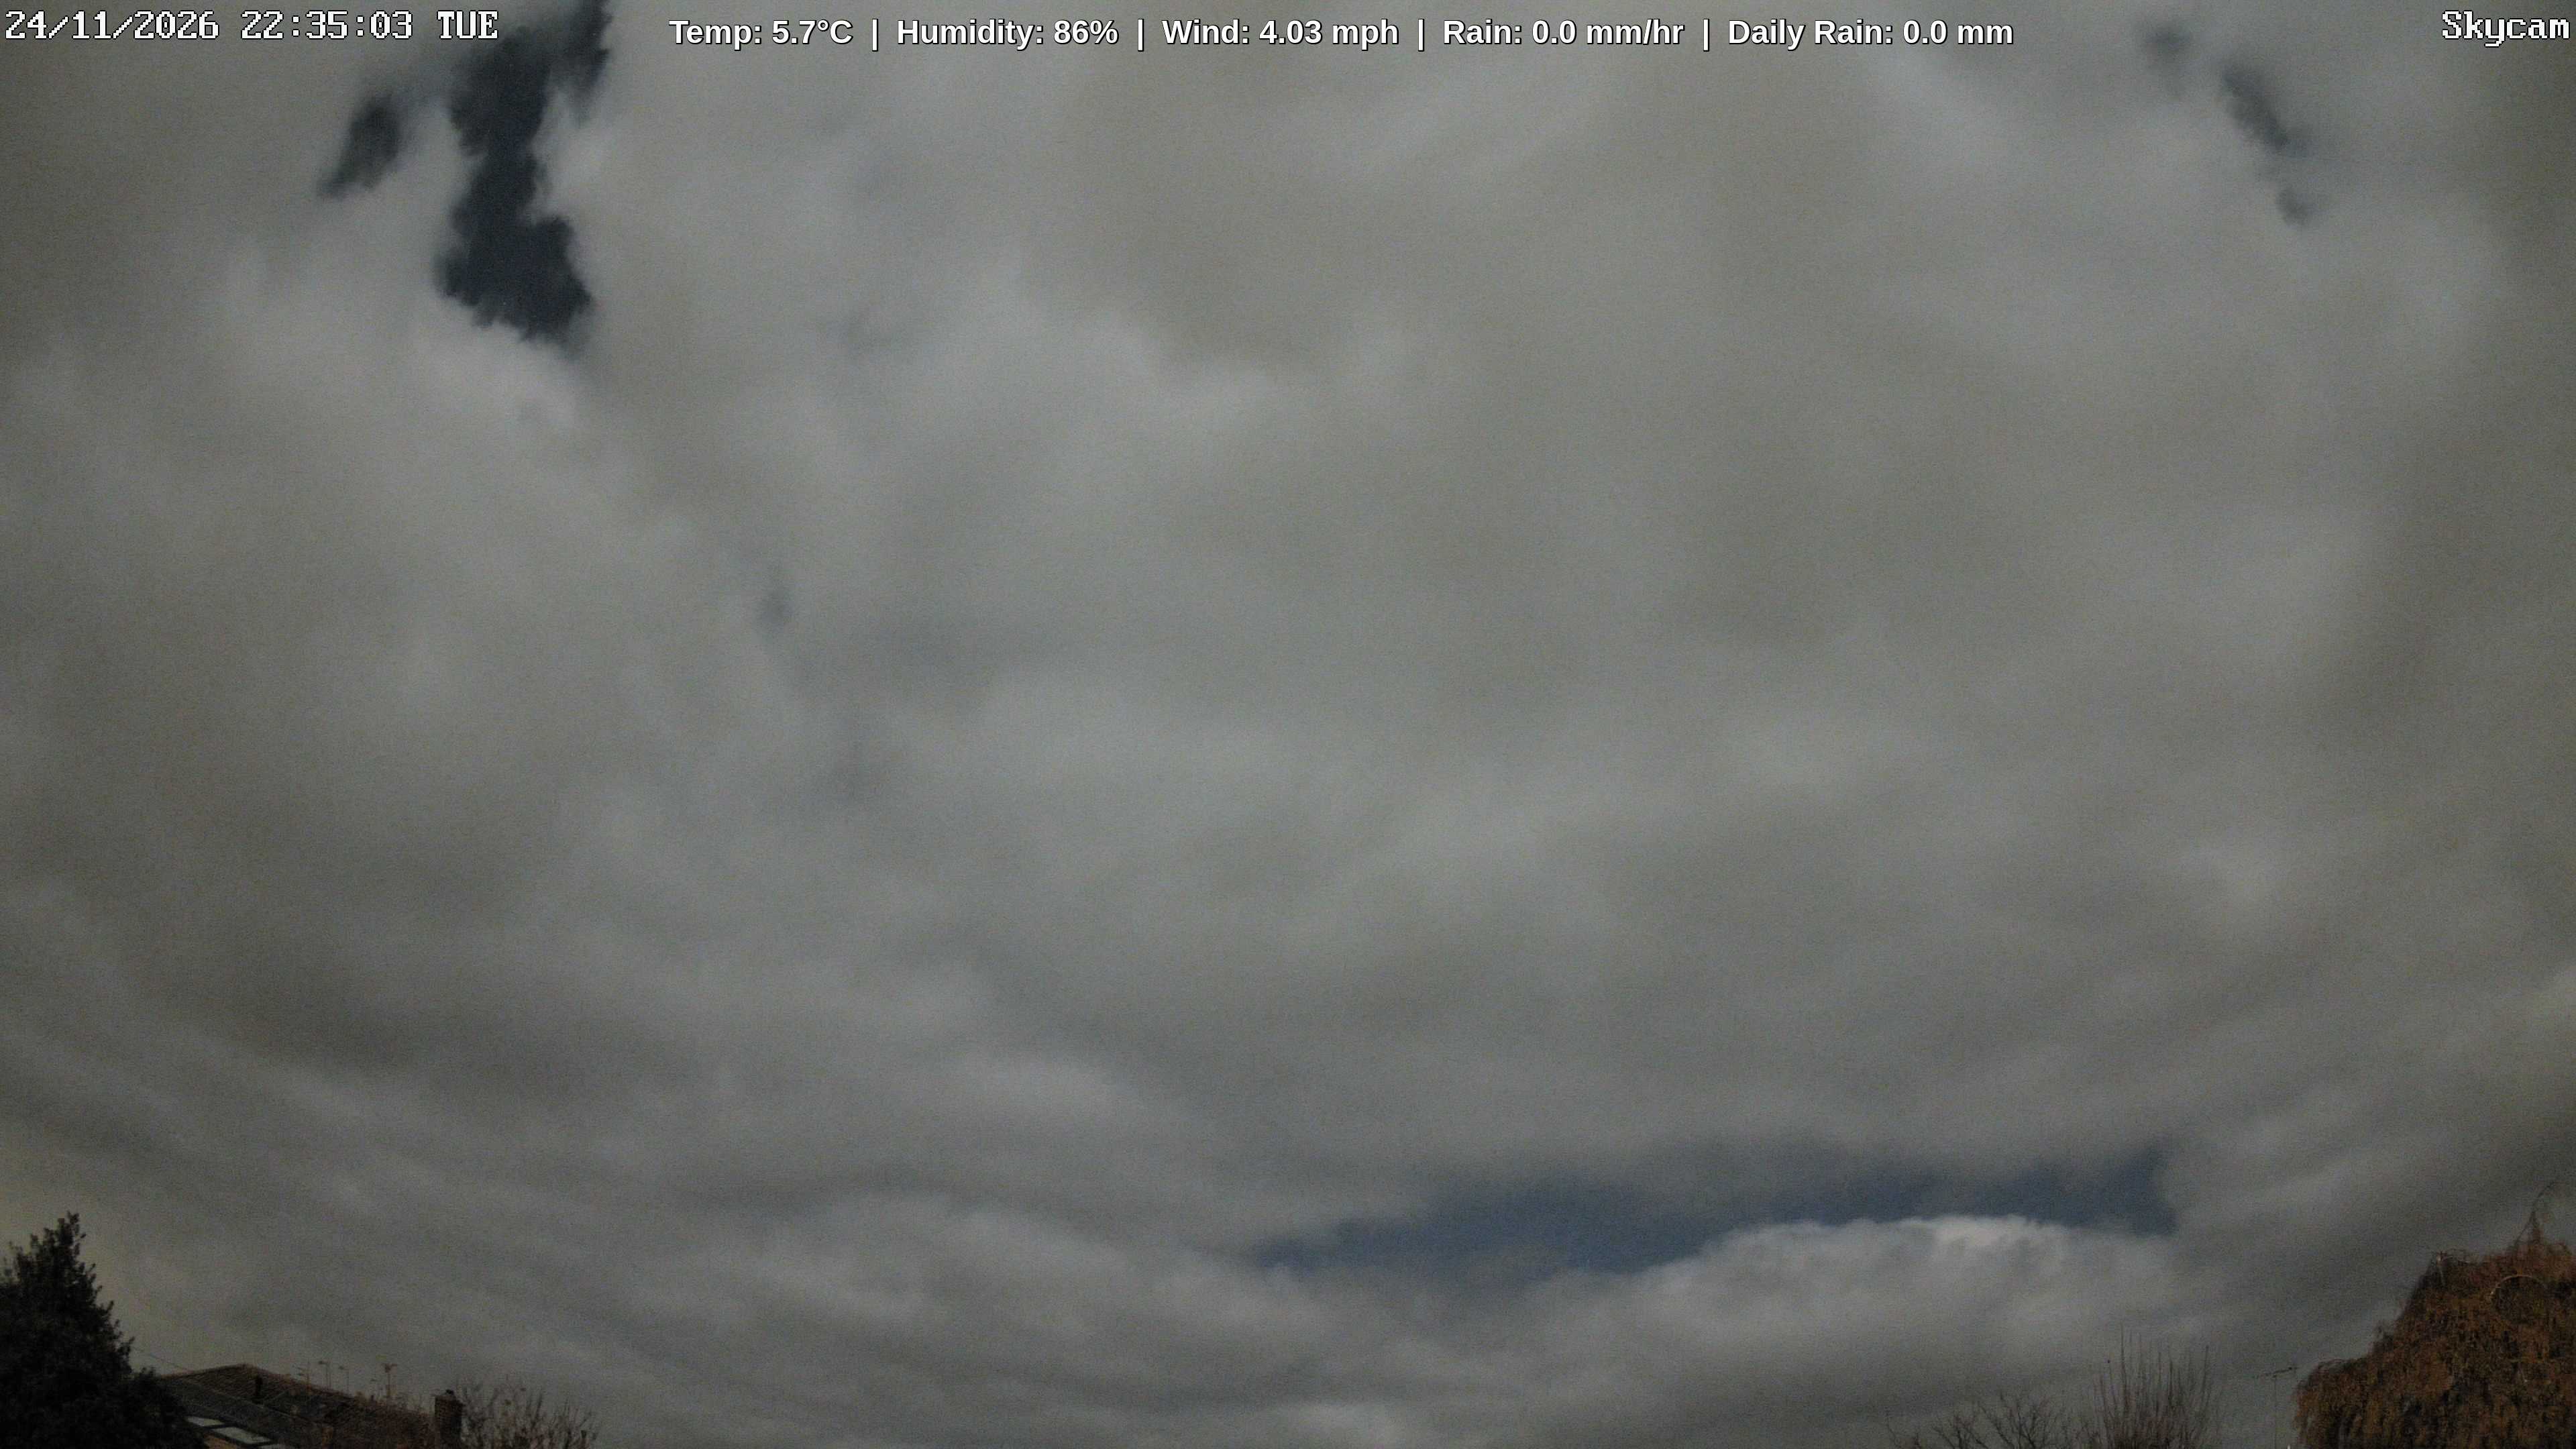 24/11/2026 22:35:03 TUE
Temp: 5.7°C | Humidity: 86% | Wind: 4.03 mph | Rain: 0.0 mm/hr | Daily Rain: 0.0 mm
Skycam